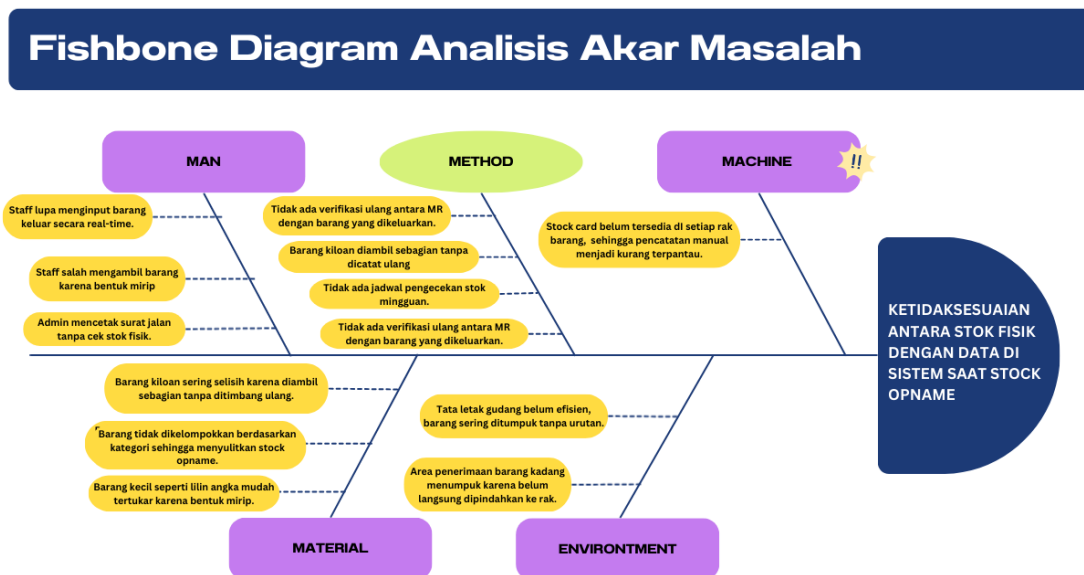 Fishbone Diagram Analisis Akar Masalah
MAN
METHOD
MACHINE
!!
Staff lupa menginput barang
keluar secara real-time.
Staff salah mengambil barang
karena bentuk mirip
Admin mencetak surat jalan
tanpa cek stok fisik.
Tidak ada verifikasi ulang antara MR
dengan barang yang dikeluarkan.
Barang kiloan diambil sebagian tanpa
dicatat ulang
Tidak ada jadwal pengecekan stok
mingguan.
Tidak ada verifikasi ulang antara MR
dengan barang yang dikeluarkan.
Stock card belum tersedia di setiap rak
barang, sehingga pencatatan manual
menjadi kurang terpantau.
KETIDAKSESUAIAN
ANTARA STOK FISIK
DENGAN DATA DI
SISTEM SAAT STOCK
OPNAME
Barang kiloan sering selisih karena diambil
sebagian tanpa ditimbang ulang.
Barang tidak dikelompokkan berdasarkan
kategori sehingga menyulitkan stock
opname.
Barang kecil seperti lilin angka mudah
tertukar karena bentuk mirip.
Tata letak gudang belum efisien,
barang sering ditumpuk tanpa urutan.
Area penerimaan barang kadang
menumpuk karena belum
langsung dipindahkan ke rak.
MATERIAL
ENVIRONTMENT